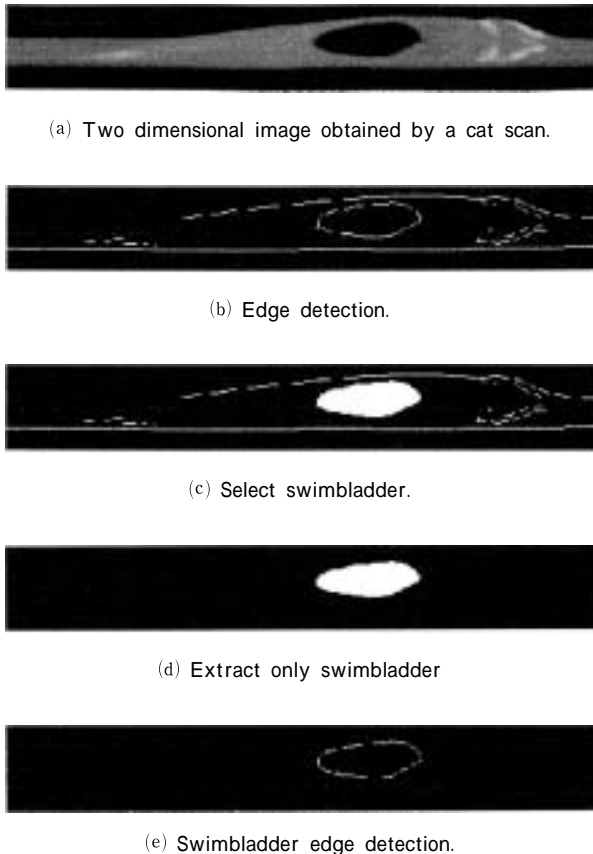 (a) Two dimensional image obtained by a cat scan.
(b) Edge detection.
(c) Select swimbladder.
(d) Extract only swimbladder
(e) Swimbladder edge detection.